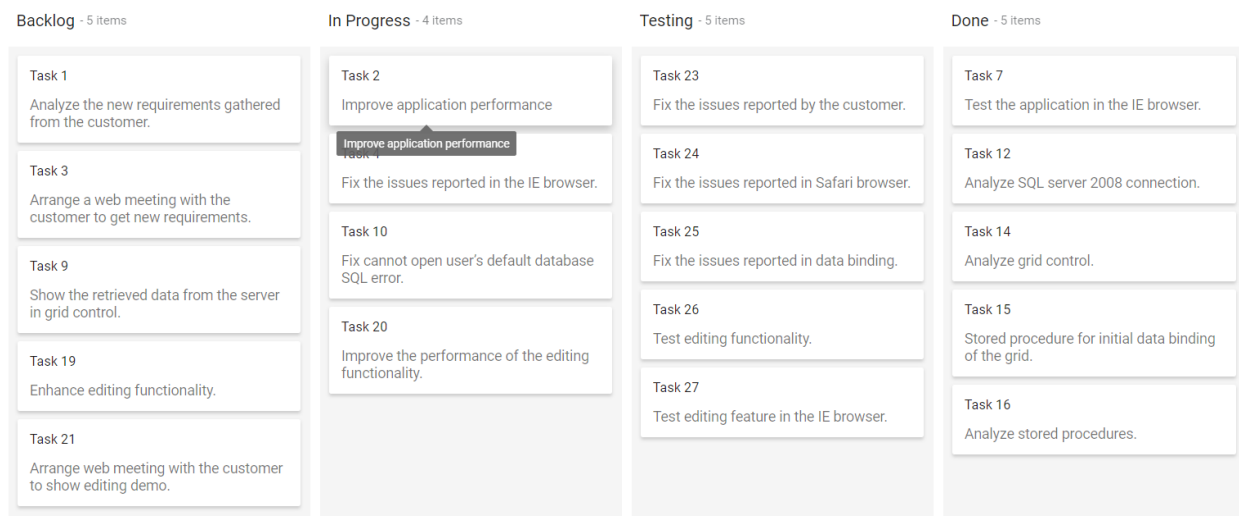 Backlog - 5 items
Task 1
Analyze the new requirements gathered
from the customer.
Task 3
Arrange a web meeting with the
customer to get new requirements.
Task 9
Show the retrieved data from the server
in grid control.
Task 19
Enhance editing functionality.
Task 21
Arrange web meeting with the customer
to show editing demo.
In Progress - 4 items
Task 2
Improve application performance
Improve application performance
Task 4
Fix the issues reported in the IE browser.
Task 10
Fix cannot open user's default database
SQL error.
Task 20
Improve the performance of the editing
functionality.
Testing - 5 items
Task 23
Fix the issues reported by the customer.
Task 24
Fix the issues reported in Safari browser.
Task 25
Fix the issues reported in data binding.
Task 26
Test editing functionality.
Task 27
Test editing feature in the IE browser.
Done - 5 items
Task 7
Test the application in the IE browser.
Task 12
Analyze SQL server 2008 connection.
Task 14
Analyze grid control.
Task 15
Stored procedure for initial data binding
of the grid.
Task 16
Analyze stored procedures.